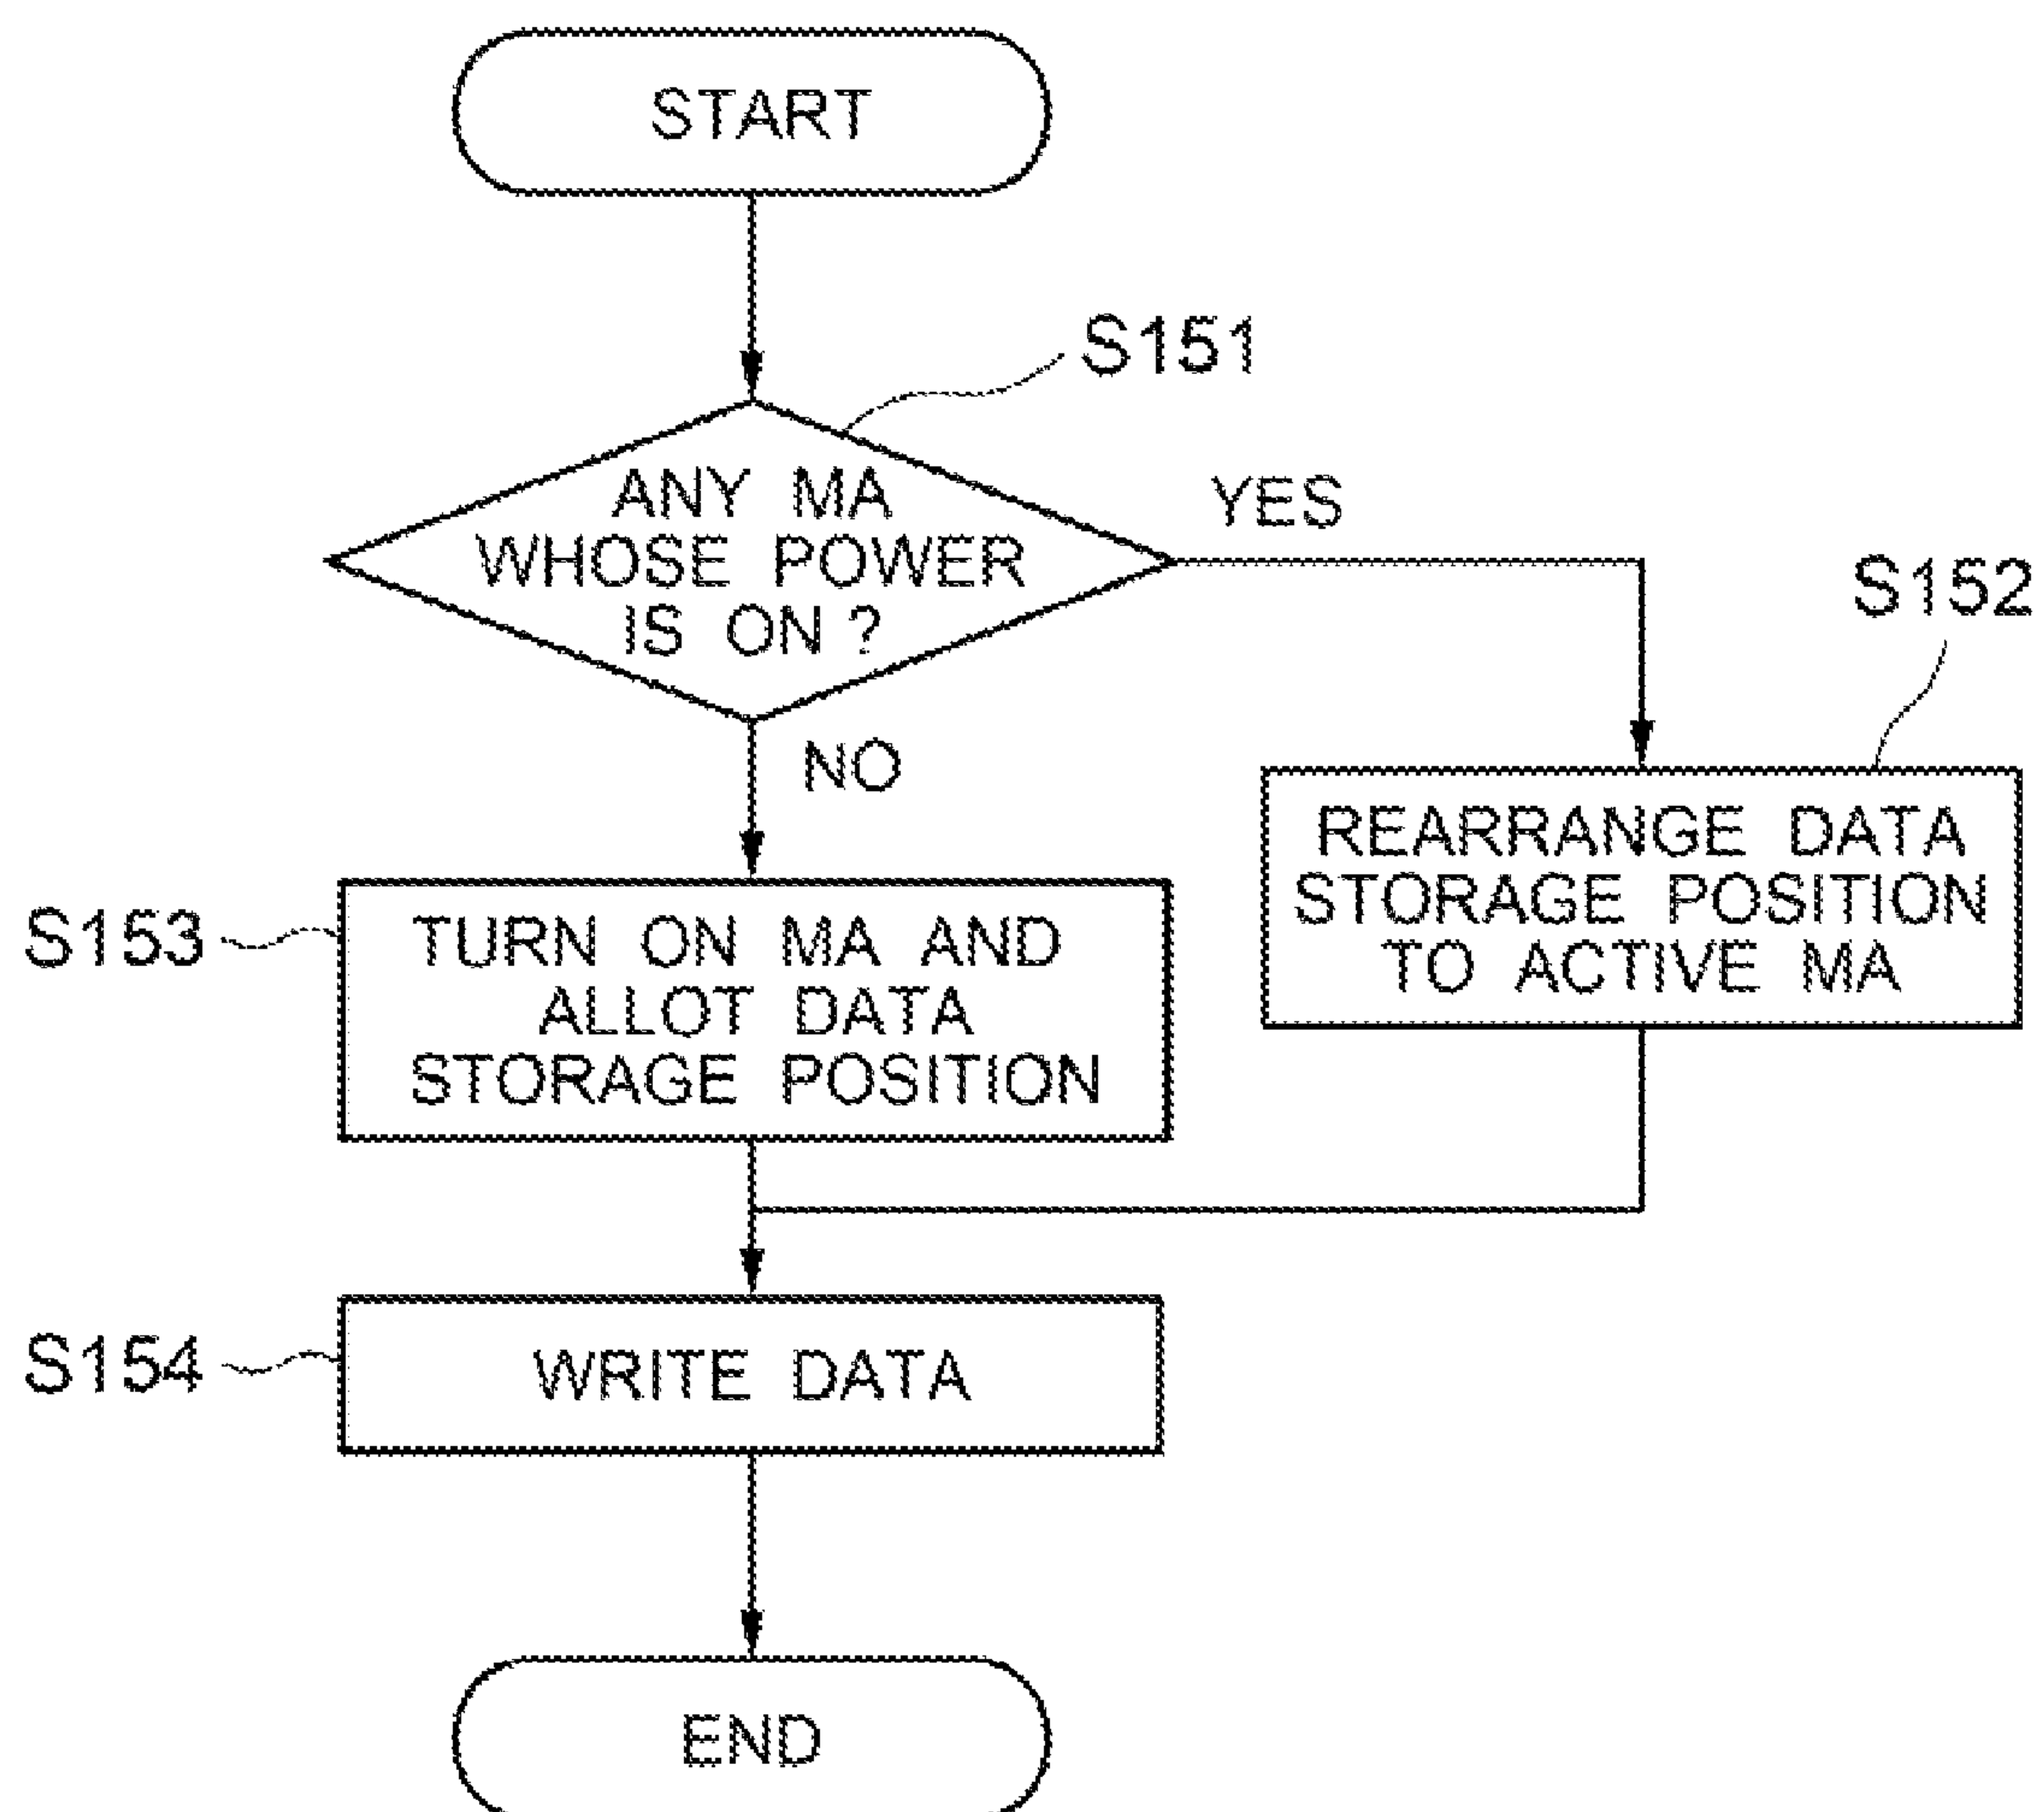 START
S151
ANY MA
WHOSE POWER
IS ON ?
YES
S152
NO
REARRANGE DATA
STORAGE POSITION
TO ACTIVE MA
S153
TURN ON MA AND
ALLOT DATA
STORAGE POSITION
S154
WRITE DATA
END